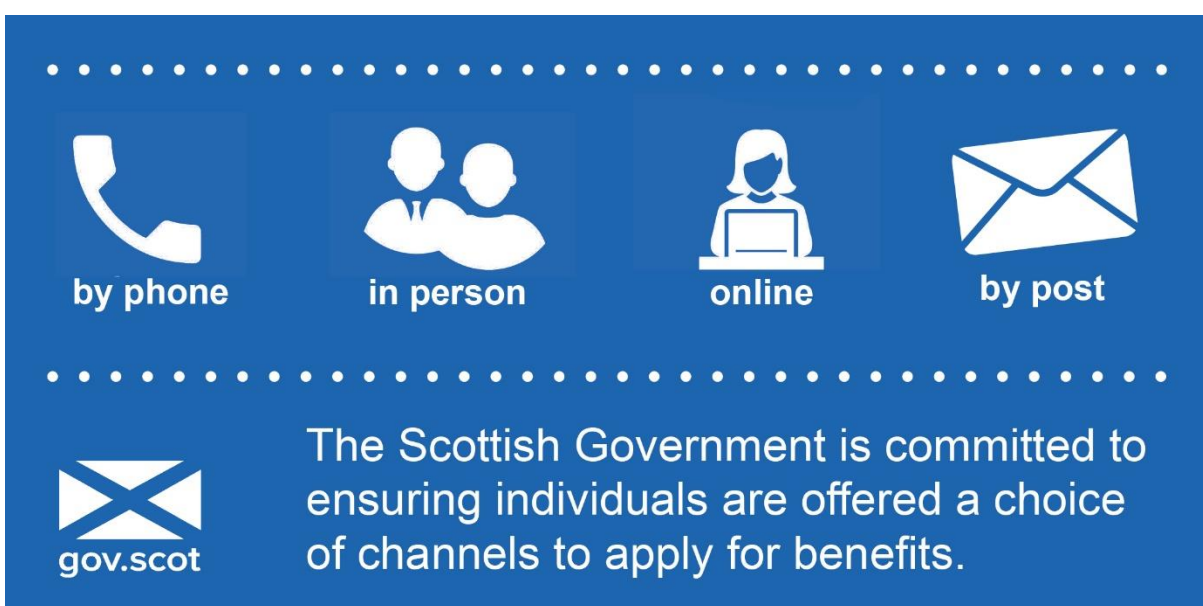 by phone
in person
online
by post
The Scottish Government is committed to
ensuring individuals are offered a choice
of channels to apply for benefits.
gov.scot